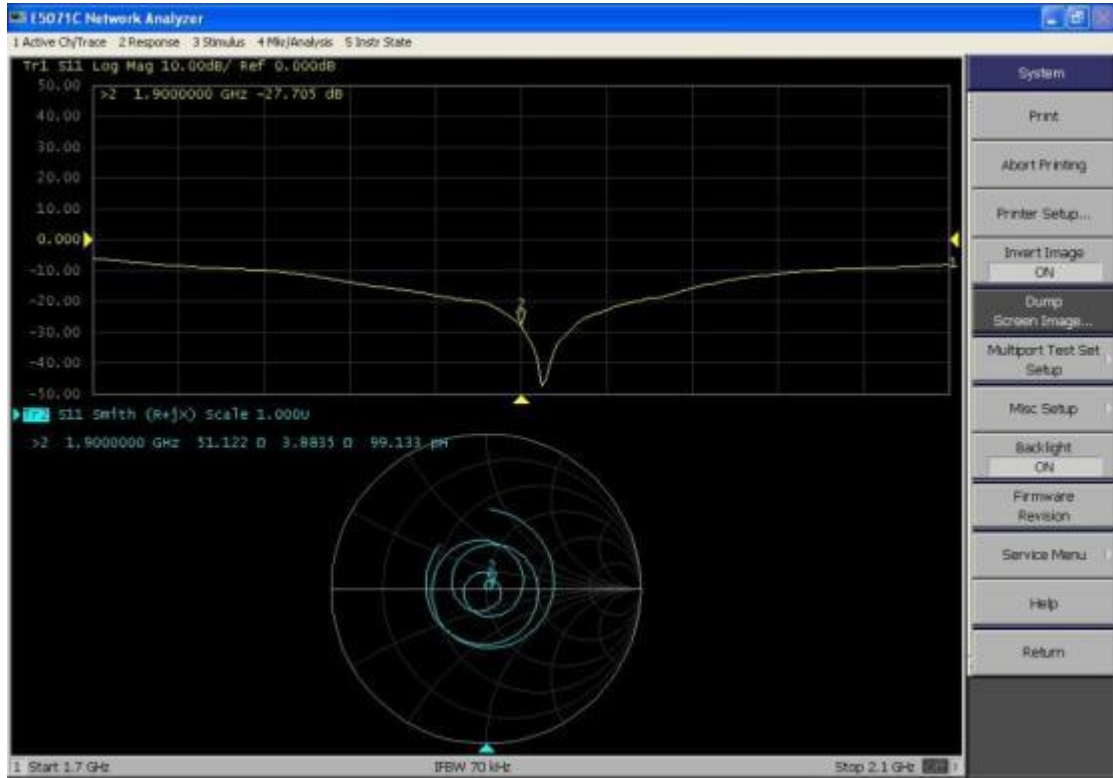 E5071C Network Analyzer
1 Active Ch/Trace 2 Response 3 Stimulus 4 Mkr/Analysis 5 Instr State
Tr1 S11 Log Mag 10.00dB/ Ref 0.000dB
50.00
>2 1.9000000 GHz -27.705 dB
40.00
30.00
20.00
10.00
0.000
-10.00
-20.00
-30.00
-40.00
-50.00
2
1
Tr2 S11 Smith (R+jX) Scale 1.000U
>2 1.9000000 GHz 51.122 Ω 3.8835 Ω 99.133 pH
2
1 Start 1.7 GHz
IFBW 70 kHz
Stop 2.1 GHz
System
Print
Abort Printing
Printer Setup...
Invert Image
ON
Dump
Screen Image...
Multiport Test Set
Setup
Misc Setup
Backlight
ON
Firmware
Revision
Service Menu
Help
Return